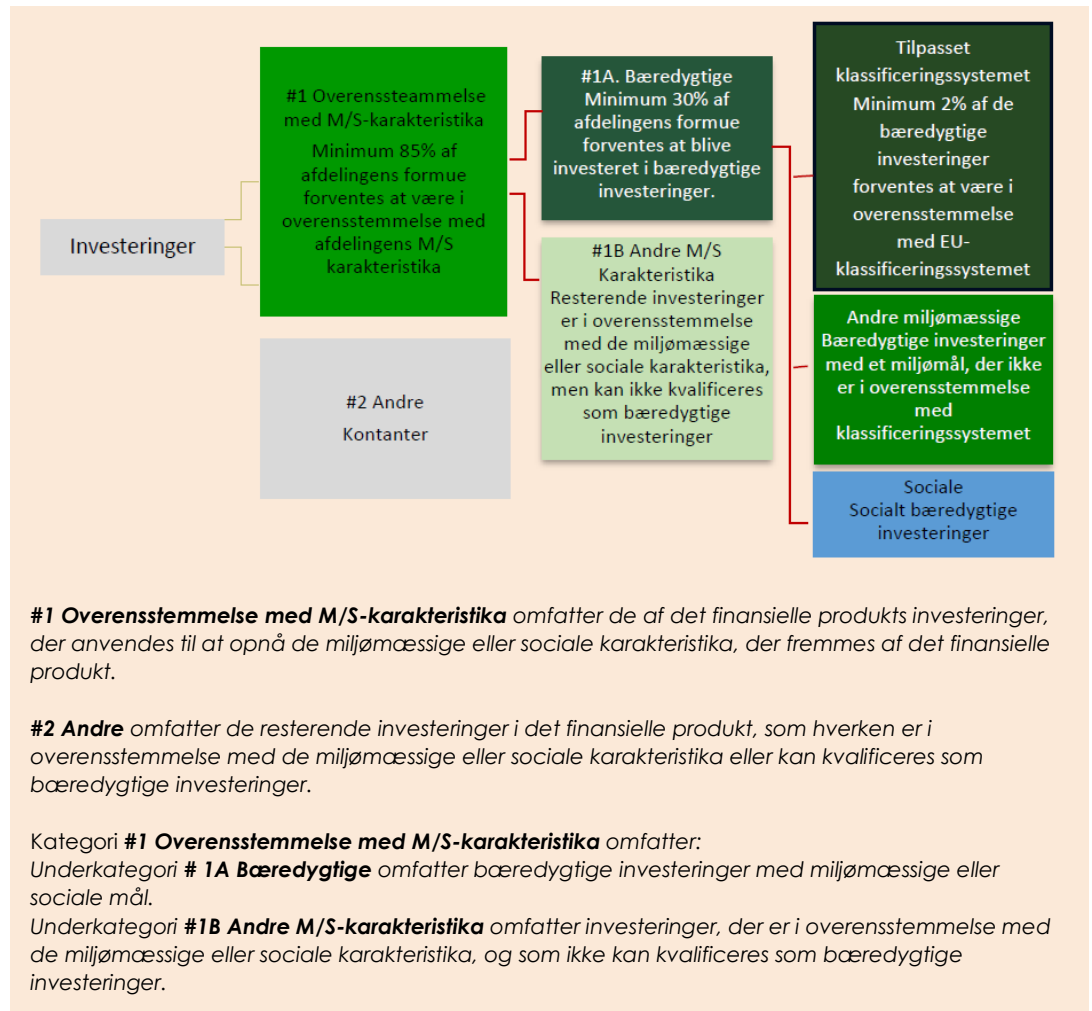 Investeringer
#1 Overenssteammelse
med M/S-karakteristika
Minimum 85% af
afdelingens formue
forventes at være i
overensstemmelse med
afdelingens M/S
karakteristika
#2 Andre
Kontanter
#1A. Bæredygtige
Minimum 30% af
afdelingens formue
forventes at blive
investeret i bæredygtige
investeringer.
#1B Andre M/S
Karakteristika
Resterende investeringer
er i overensstemmelse
med de miljømæssige
eller sociale karakteristika,
men kan ikke kvalificeres
som bæredygtige
investeringer
Tilpasset
klassificeringssystemet
Minimum 2% af de
bæredygtige
investeringer
forventes at være i
overensstemmelse
med EU-
klassificeringssystemet
Andre miljømæssige
Bæredygtige investeringer
med et miljømål, der ikke
er i overensstemmelse
med
klassificeringssystemet
Sociale
Socialt bæredygtige
investeringer
#1 Overensstemmelse med M/S-karakteristika omfatter de af det finansielle produkts investeringer,
der anvendes til at opnå de miljømæssige eller sociale karakteristika, der fremmes af det finansielle
produkt.
#2 Andre omfatter de resterende investeringer i det finansielle produkt, som hverken er i
overensstemmelse med de miljømæssige eller sociale karakteristika eller kan kvalificeres som
bæredygtige investeringer.
Kategori #1 Overensstemmelse med M/S-karakteristika omfatter:
Underkategori # 1A Bæredygtige omfatter bæredygtige investeringer med miljømæssige eller
sociale mål.
Underkategori #1B Andre M/S-karakteristika omfatter investeringer, der er i overensstemmelse med
de miljømæssige eller sociale karakteristika, og som ikke kan kvalificeres som bæredygtige
investeringer.